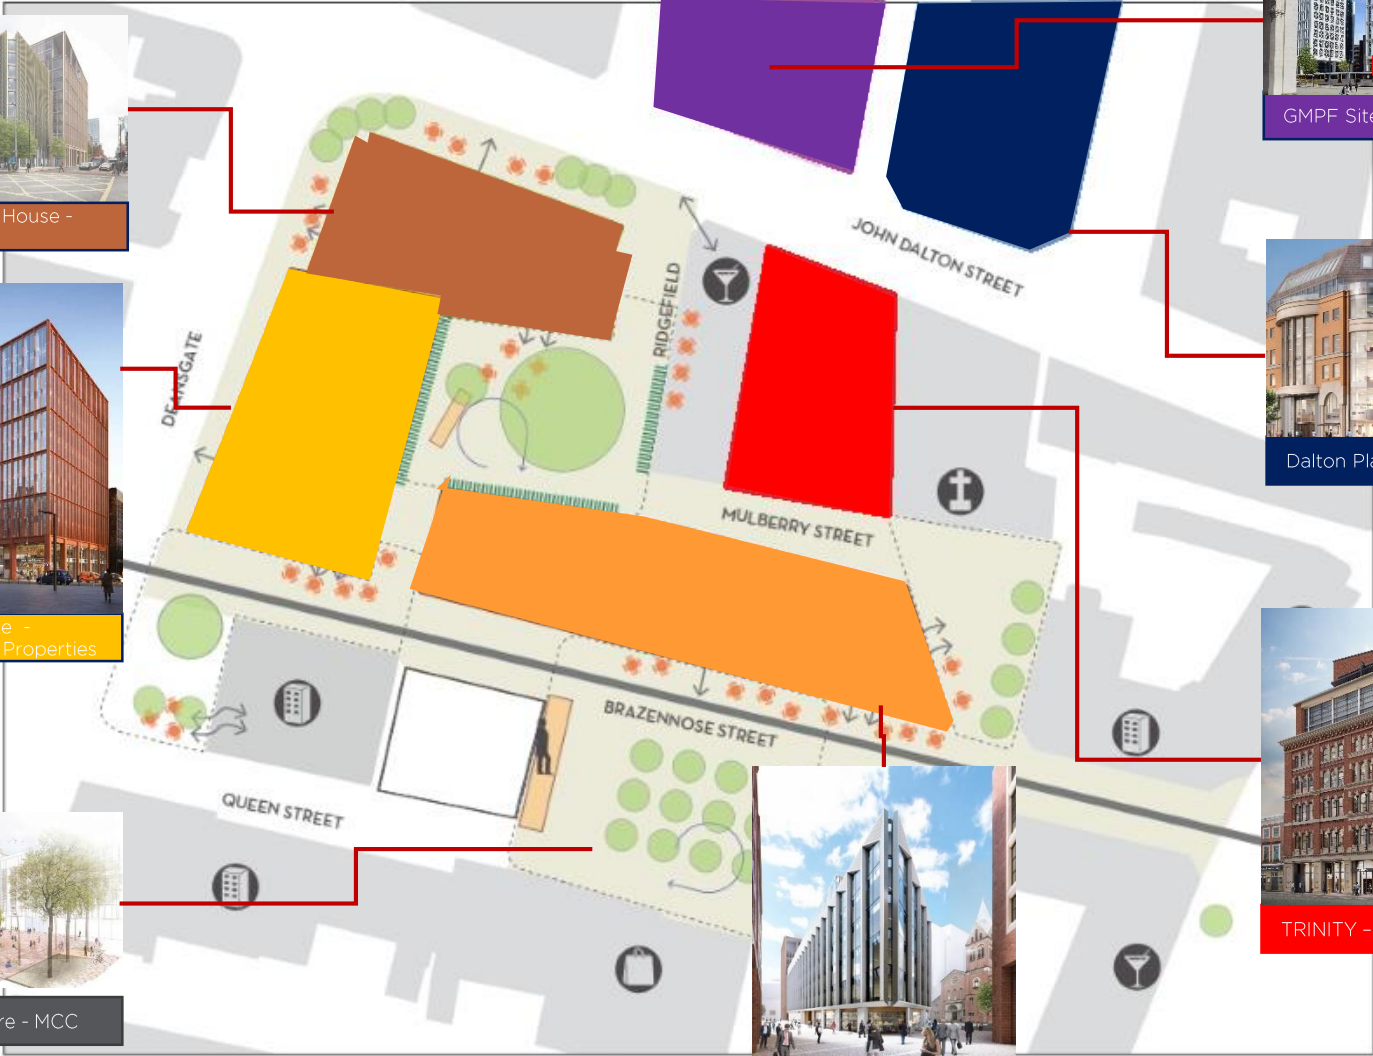 GMPF Site
House -
JOHN DALTON STREET
RIDGEFIELD
DEANSGATE
Dalton Pla
MULBERRY STREET
e -
Properties
BRAZENNOSE STREET
QUEEN STREET
TRINITY –
re - MCC